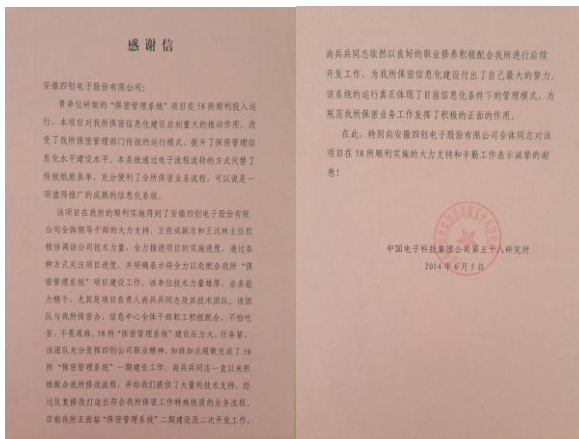 感谢信
安徽四创电子股份有限公司:
贵单位研制的“保密管理系统”项目在58所顺利投入运
行。本项目对我所保密信息化建设起到重大的推动作用，改
变了我所保密管理部门传统的运行模式，提升了保密管理信
息化水平建设水平。本系统通过电子流程流转的方式代替了
传统纸质表单，充分便利了全所保密业务流程，可以说是一
项值得推广的成熟的信息化系统。
该项目在我所的顺利实施得到了安徽四创电子股份有限
公司全体领导干部的大力支持，王佐成副总和王汉林主任积
极协调该公司技术力量，全力推进项目的实施进度，通过各
种方式关注项目进度，并明确表示将全力以赴配合我所“保
密管理系统”项目建设工作。该单位技术力量雄厚，业务能
力精干，尤其是项目负责人尚兵兵同志及其技术团队，该团
队与我所保密办、信息中心全体干部职工积极配合，不怕吃
苦、不畏艰难，58所“保密管理系统”建设压力大，任务紧，
该团队充分发挥四创公司职业精神，加班加点超额完成了58
所“保密管理系统”一期建设工作。尚兵兵同志一直以来积
极配合我所修改流程，并给我们提供了大量的技术支持，经
过反复修改打造出符合我所保密工作特殊性质的业务流程。
目前我所正面临“保密管理系统”二期建设及二次开发工作，
尚兵兵同志依然以良好的职业修养积极配合我所进行后续
开发工作，为我所保密信息化建设付出了自己最大的努力。
该系统的运行真正体现了目前信息化条件下的管理模式，为
规范我所保密业务工作发挥了积极的正面的作用。
在此，特别向安徽四创电子股份有限公司全体同志对该
项目在58所顺利实施的大力支持和辛勤工作表示诚挚的谢
意！
中国电子科技集团公司第五十八研究所
2014年6月5日